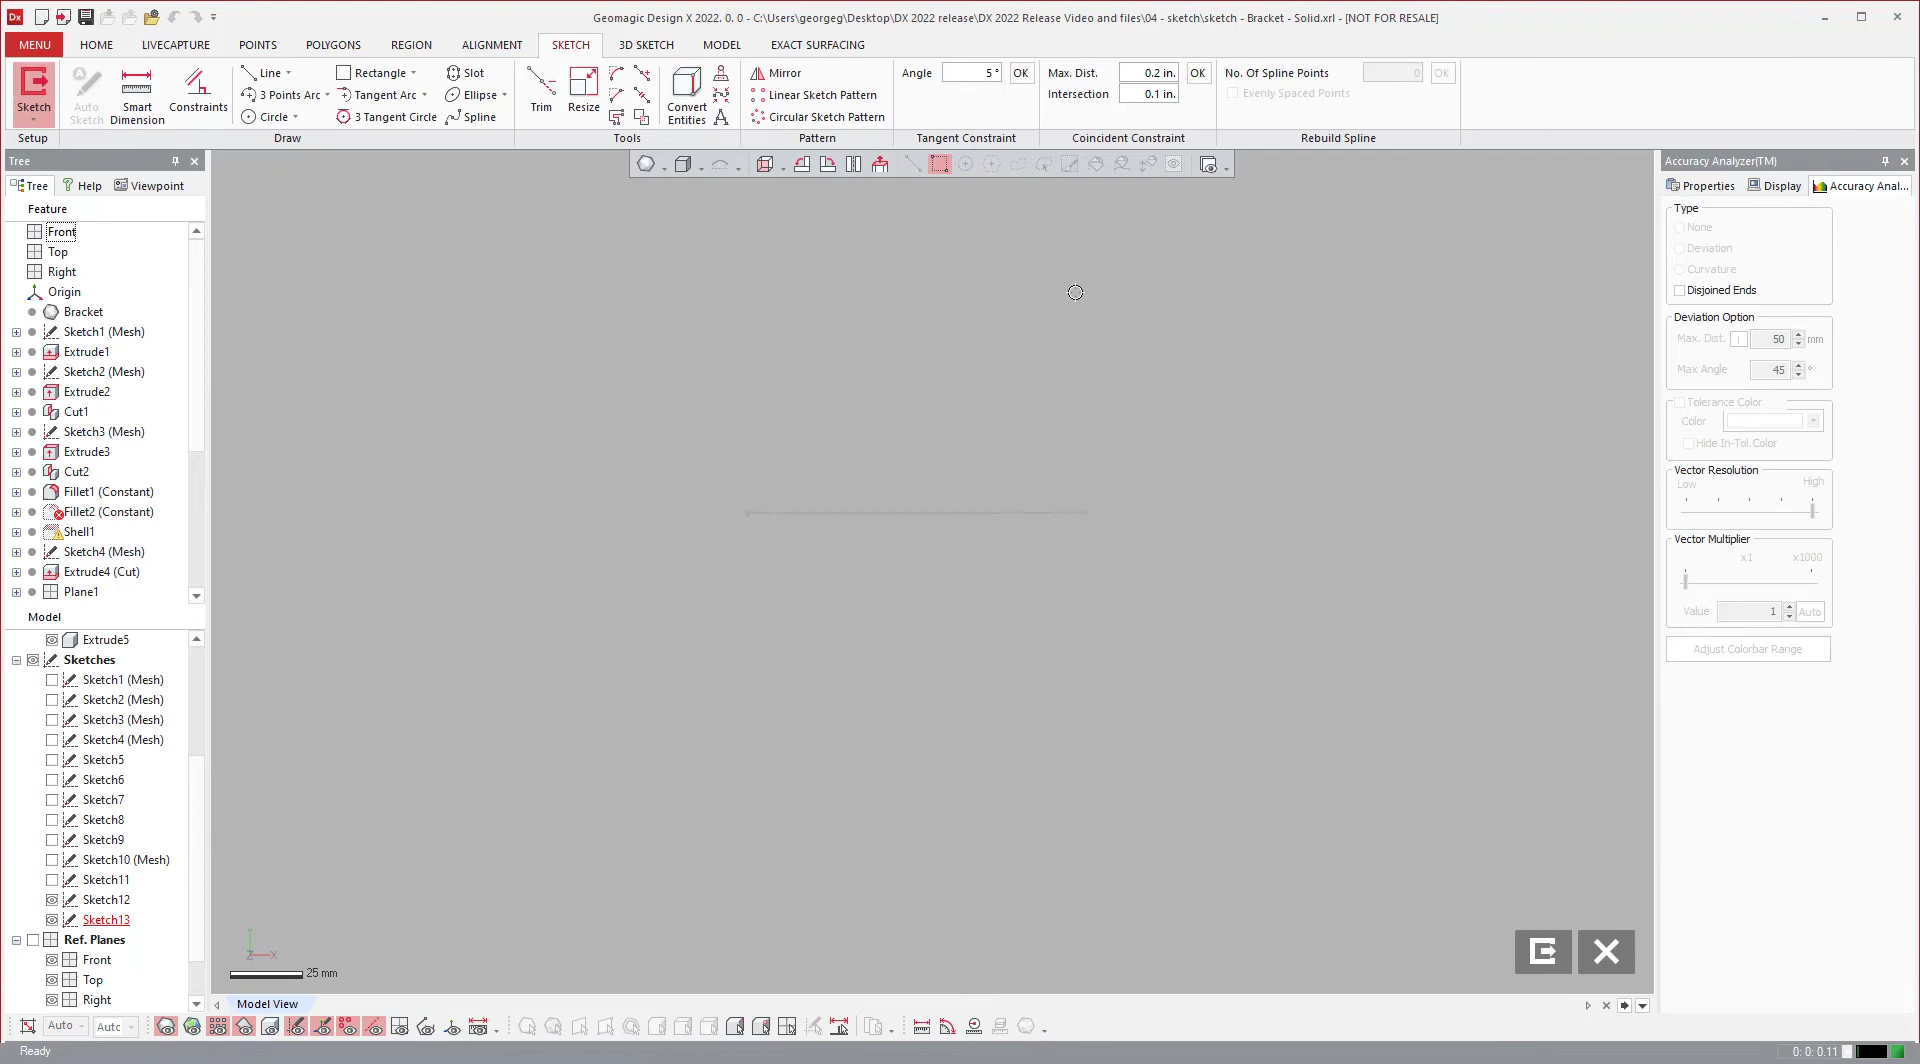 Dx
Geomagic Design X 2022. 0. 0 - C:\Users\georgeg\Desktop\DX 2022 release\DX 2022 Release Video and files\04 - sketch\sketch - Bracket - Solid.xrl - [NOT FOR RESALE]
MENU HOME LIVECAPTURE POINTS POLYGONS REGION ALIGNMENT SKETCH 3D SKETCH MODEL EXACT SURFACING
Line Rectangle Slot Mirror Angle 5° OK Max. Dist. 0.2 in. OK No. Of Spline Points 0 OK
3 Points Arc Tangent Arc Ellipse Linear Sketch Pattern Intersection 0.1 in. Evenly Spaced Points
Sketch Auto Sketch Smart Dimension Constraints Trim Resize Convert Entities
Circle 3 Tangent Circle Spline Circular Sketch Pattern
Setup Draw Tools Pattern Tangent Constraint Coincident Constraint Rebuild Spline
Tree
Tree Help Viewpoint
Feature
Front
Top
Right
Origin
Bracket
Sketch1 (Mesh)
Extrude1
Sketch2 (Mesh)
Extrude2
Cut1
Sketch3 (Mesh)
Extrude3
Cut2
Fillet1 (Constant)
Fillet2 (Constant)
Shell1
Sketch4 (Mesh)
Extrude4 (Cut)
Plane1
Model
Extrude5
Sketches
Sketch1 (Mesh)
Sketch2 (Mesh)
Sketch3 (Mesh)
Sketch4 (Mesh)
Sketch5
Sketch6
Sketch7
Sketch8
Sketch9
Sketch10 (Mesh)
Sketch11
Sketch12
Sketch13
Ref. Planes
Front
Top
Right
Y
Z X
25 mm
Model View
Accuracy Analyzer(TM)
Properties Display Accuracy Anal...
Type
None
Deviation
Curvature
Disjoined Ends
Deviation Option
Max. Dist. 50 mm
Max Angle 45 °
Tolerance Color
Color
Hide In-Tol.Color
Vector Resolution
Low High
Vector Multiplier
x1 x1000
Value 1 Auto
Adjust Colorbar Range
Auto Auto
Ready
0: 0: 0.11